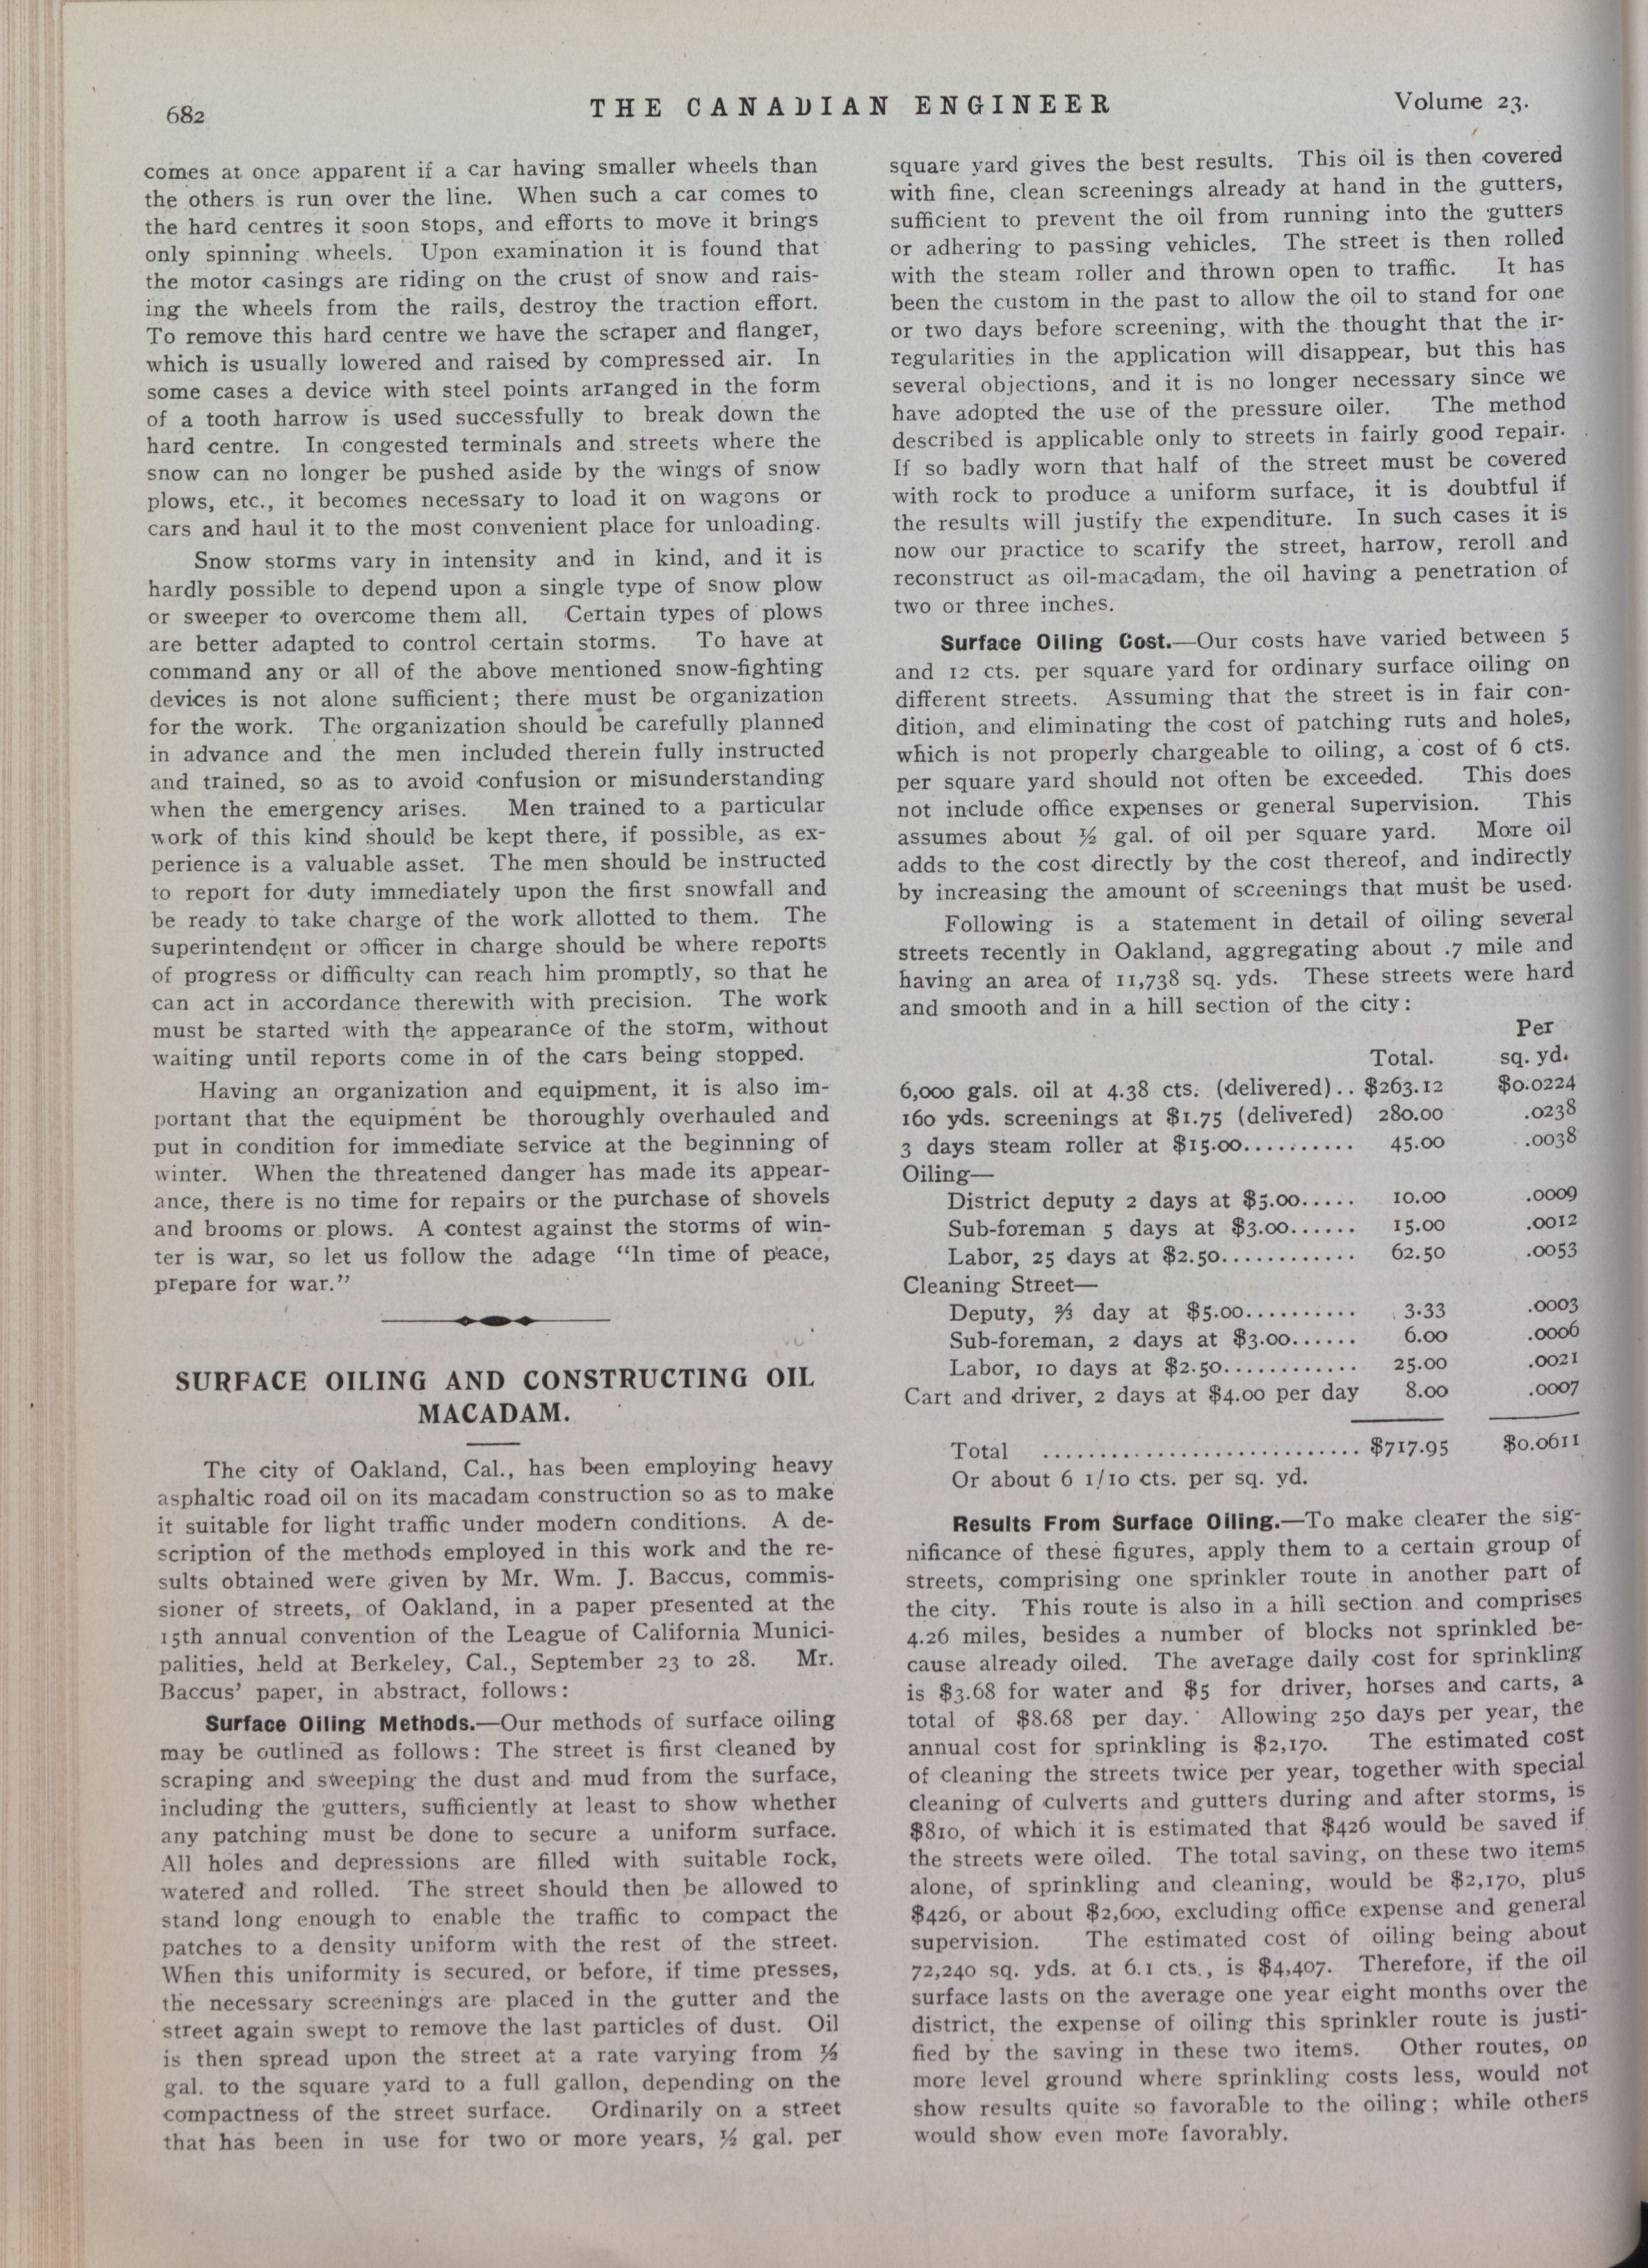 682
THE CANADIAN ENGINEER
Volume 23.
comes at once apparent if a car having smaller wheels than
the others is run over the line. When such a car comes to
the hard centres it soon stops, and efforts to move it brings
only spinning wheels. Upon examination it is found that
the motor casings are riding on the crust of snow and rais-
ing the wheels from the rails, destroy the traction effort.
To remove this hard centre we have the scraper and flanger,
which is usually lowered and raised by compressed air. In
some cases a device with steel points arranged in the form
of a tooth harrow is used successfully to break down the
hard centre. In congested terminals and streets where the
snow can no longer be pushed aside by the wings of snow
plows, etc., it becomes necessary to load it on wagons or
cars and haul it to the most convenient place for unloading.
Snow storms vary in intensity and in kind, and it is
hardly possible to depend upon a single type of snow plow
or sweeper to overcome them all. Certain types of plows
are better adapted to control certain storms. To have at
command any or all of the above mentioned snow-fighting
devices is not alone sufficient; there must be organization
for the work. The organization should be carefully planned
in advance and the men included therein fully instructed
and trained, so as to avoid confusion or misunderstanding
when the emergency arises. Men trained to a particular
work of this kind should be kept there, if possible, as ex-
perience is a valuable asset. The men should be instructed
to report for duty immediately upon the first snowfall and
be ready to take charge of the work allotted to them. The
superintendent or officer in charge should be where reports
of progress or difficulty can reach him promptly, so that he
can act in accordance therewith with precision. The work
must be started with the appearance of the storm, without
waiting until reports come in of the cars being stopped.
Having an organization and equipment, it is also im-
portant that the equipment be thoroughly overhauled and
put in condition for immediate service at the beginning of
winter. When the threatened danger has made its appear-
ance, there is no time for repairs or the purchase of shovels
and brooms or plows. A contest against the storms of win-
ter is war, so let us follow the adage "In time of peace,
prepare for war."
SURFACE OILING AND CONSTRUCTING OIL
MACADAM.
The city of Oakland, Cal., has been employing heavy
asphaltic road oil on its macadam construction so as to make
it suitable for light traffic under modern conditions. A de-
scription of the methods employed in this work and the re-
sults obtained were given by Mr. Wm. J. Baccus, commis-
sioner of streets, of Oakland, in a paper presented at the
15th annual convention of the League of California Munici-
palities, held at Berkeley, Cal., September 23 to 28. Mr.
Baccus' paper, in abstract, follows:
Surface Oiling Methods.—Our methods of surface oiling
may be outlined as follows: The street is first cleaned by
scraping and sweeping the dust and mud from the surface,
including the gutters, sufficiently at least to show whether
any patching must be done to secure a uniform surface.
All holes and depressions are filled with suitable rock,
watered and rolled. The street should then be allowed to
stand long enough to enable the traffic to compact the
patches to a density uniform with the rest of the street.
When this uniformity is secured, or before, if time presses,
the necessary screenings are placed in the gutter and the
street again swept to remove the last particles of dust. Oil
is then spread upon the street at a rate varying from ⅓
gal. to the square yard to a full gallon, depending on the
compactness of the street surface. Ordinarily on a street
that has been in use for two or more years, ½ gal. per
square yard gives the best results. This oil is then covered
with fine, clean screenings already at hand in the gutters,
sufficient to prevent the oil from running into the gutters
or adhering to passing vehicles. The street is then rolled
with the steam roller and thrown open to traffic. It has
been the custom in the past to allow the oil to stand for one
or two days before screening, with the thought that the ir-
regularities in the application will disappear, but this has
several objections, and it is no longer necessary since we
have adopted the use of the pressure oiler. The method
described is applicable only to streets in fairly good repair.
If so badly worn that half of the street must be covered
with rock to produce a uniform surface, it is doubtful if
the results will justify the expenditure. In such cases it is
now our practice to scarify the street, harrow, reroll and
reconstruct as oil-macadam, the oil having a penetration of
two or three inches.
Surface Oiling Cost.—Our costs have varied between 5
and 12 cts. per square yard for ordinary surface oiling on
different streets. Assuming that the street is in fair con-
dition, and eliminating the cost of patching ruts and holes,
which is not properly chargeable to oiling, a cost of 6 cts.
per square yard should not often be exceeded. This does
not include office expenses or general supervision. This
assumes about ½ gal. of oil per square yard. More oil
adds to the cost directly by the cost thereof, and indirectly
by increasing the amount of screenings that must be used.
Following is a statement in detail of oiling several
streets recently in Oakland, aggregating about .7 mile and
having an area of 11,738 sq. yds. These streets were hard
and smooth and in a hill section of the city:
Per
Total. sq. yd.
6,000 gals. oil at 4.38 cts. (delivered).. $263.12 $0.0224
160 yds. screenings at $1.75 (delivered) 280.00 .0238
3 days steam roller at $15.00.......... 45.00 .0038
Oiling—
District deputy 2 days at $5.00..... 10.00 .0009
Sub-foreman 5 days at $3.00...... 15.00 .0012
Labor, 25 days at $2.50............ 62.50 .0053
Cleaning Street—
Deputy, ⅔ day at $5.00.......... 3.33 .0003
Sub-foreman, 2 days at $3.00...... 6.00 .0006
Labor, 10 days at $2.50............ 25.00 .0021
Cart and driver, 2 days at $4.00 per day 8.00 .0007
Total ............................ $717.95 $0.0611
Or about 6 1/10 cts. per sq. yd.
Results From Surface Oiling.—To make clearer the sig-
nificance of these figures, apply them to a certain group of
streets, comprising one sprinkler route in another part of
the city. This route is also in a hill section and comprises
4.26 miles, besides a number of blocks not sprinkled be-
cause already oiled. The average daily cost for sprinkling
is $3.68 for water and $5 for driver, horses and carts, a
total of $8.68 per day. Allowing 250 days per year, the
annual cost for sprinkling is $2,170. The estimated cost
of cleaning the streets twice per year, together with special
cleaning of culverts and gutters during and after storms, is
$810, of which it is estimated that $426 would be saved if
the streets were oiled. The total saving, on these two items
alone, of sprinkling and cleaning, would be $2,170, plus
$426, or about $2,600, excluding office expense and general
supervision. The estimated cost of oiling being about
72,240 sq. yds. at 6.1 cts., is $4,407. Therefore, if the oil
surface lasts on the average one year eight months over the
district, the expense of oiling this sprinkler route is justi-
fied by the saving in these two items. Other routes, on
more level ground where sprinkling costs less, would not
show results quite so favorable to the oiling; while others
would show even more favorably.